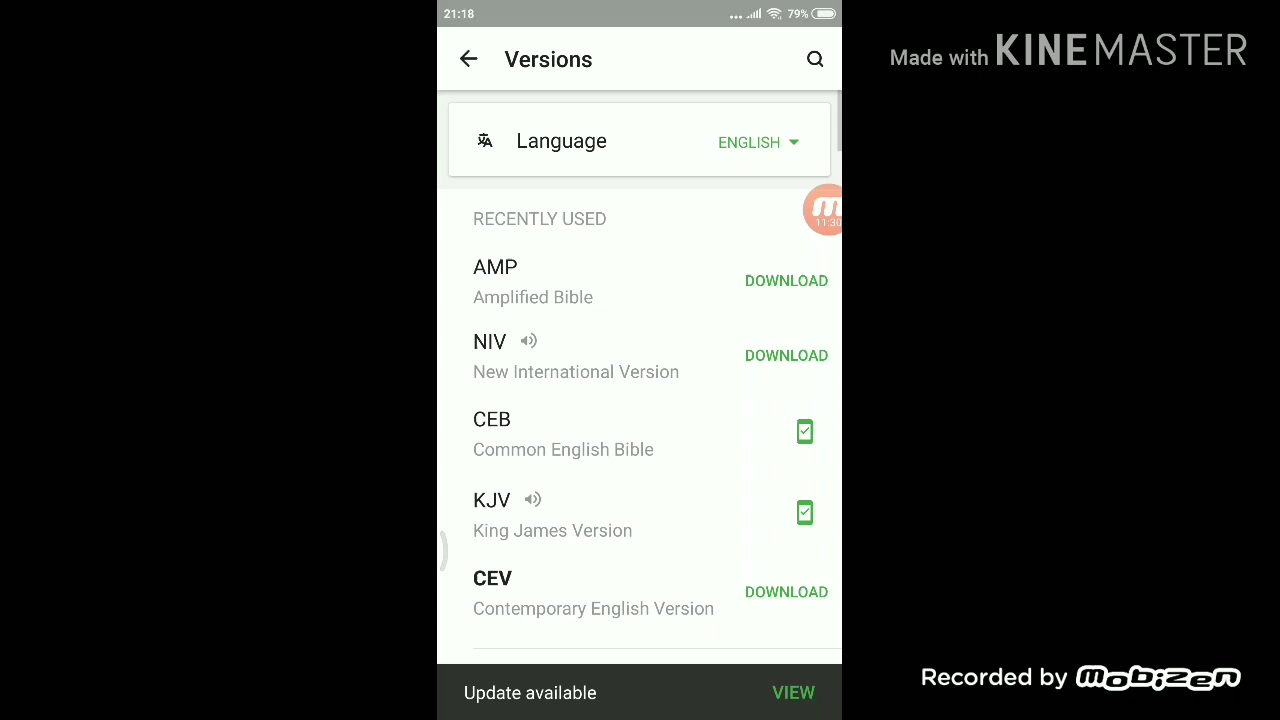 21:18
79%
Versions
Made with KINEMASTER
Language
ENGLISH
11:30
RECENTLY USED
AMP
DOWNLOAD
Amplified Bible
NIV
DOWNLOAD
New International Version
CEB
Common English Bible
KJV
King James Version
CEV
DOWNLOAD
Contemporary English Version
Update available
VIEW
Recorded by mobizen